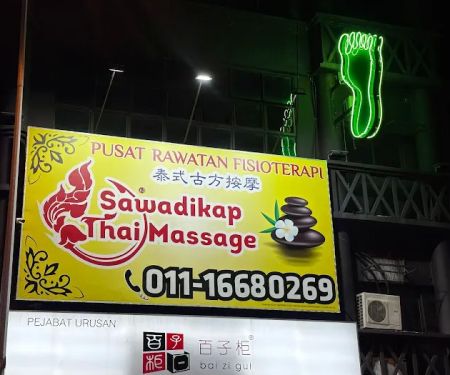 PUSAT RAWATAN FISIOTERAPI
泰式古方按摩
Sawadikap
Thai Massage
011-16680269
PEJABAT URUSAN
百子柜
百子柜®
bai zi gui